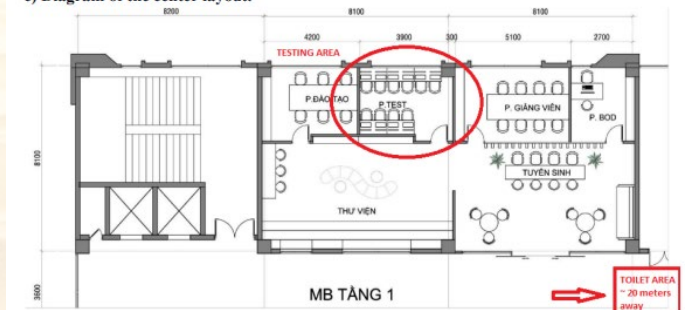 8200
8100
8100
4200
3900
300
5100
2700
TESTING AREA
P.ĐÀO TẠO
P.TEST
P. GIẢNG VIÊN
P. BOD
8100
TUYỂN SINH
THƯ VIỆN
3600
MB TẦNG 1
TOILET AREA
~ 20 meters
away